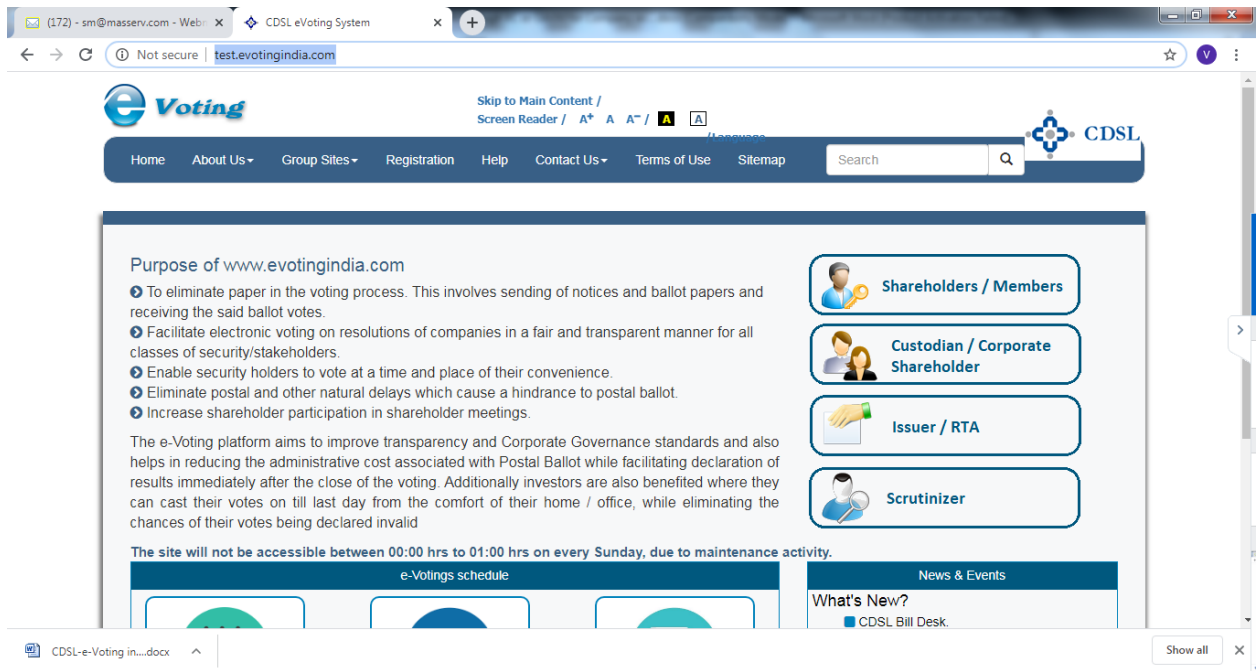 (172) - sm@masserv.com - Webm
CDSL eVoting System
Not secure | test.evotingindia.com
V
e Voting
Skip to Main Content /
Screen Reader / A+ A A- / A A
/Language
CDSL
Home About Us Group Sites Registration Help Contact Us Terms of Use Sitemap Search
Purpose of www.evotingindia.com
To eliminate paper in the voting process. This involves sending of notices and ballot papers and
receiving the said ballot votes.
Facilitate electronic voting on resolutions of companies in a fair and transparent manner for all
classes of security/stakeholders.
Enable security holders to vote at a time and place of their convenience.
Eliminate postal and other natural delays which cause a hindrance to postal ballot.
Increase shareholder participation in shareholder meetings.
The e-Voting platform aims to improve transparency and Corporate Governance standards and also
helps in reducing the administrative cost associated with Postal Ballot while facilitating declaration of
results immediately after the close of the voting. Additionally investors are also benefited where they
can cast their votes on till last day from the comfort of their home / office, while eliminating the
chances of their votes being declared invalid
Shareholders / Members
Custodian / Corporate
Shareholder
Issuer / RTA
Scrutinizer
The site will not be accessible between 00:00 hrs to 01:00 hrs on every Sunday, due to maintenance activity.
e-Votings schedule
News & Events
What's New?
CDSL Bill Desk.
CDSL-e-Voting in....docx
Show all